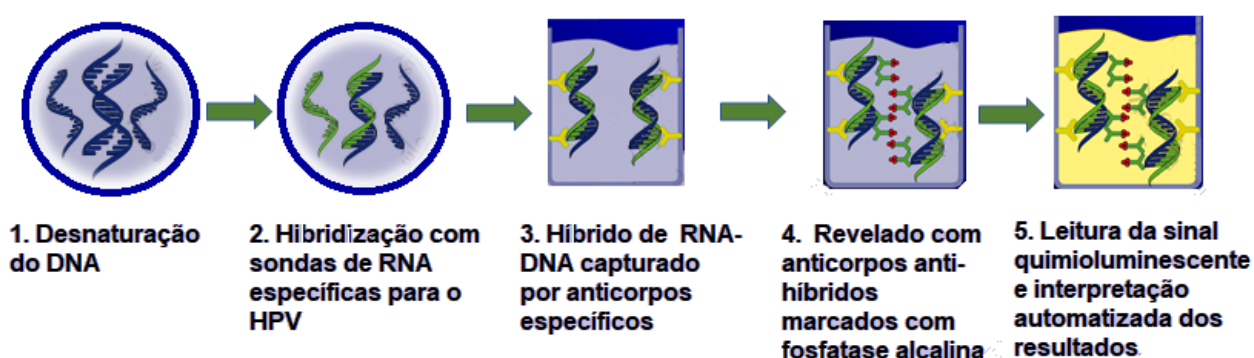 1. Desnaturação
do DNA
2. Hibridização com
sondas de RNA
específicas para o
HPV
3. Híbrido de RNA-
DNA capturado
por anticorpos
específicos
4. Revelado com
anticorpos anti-
híbridos
marcados com
fosfatase alcalina
5. Leitura da sinal
quimioluminescente
e interpretação
automatizada dos
resultados